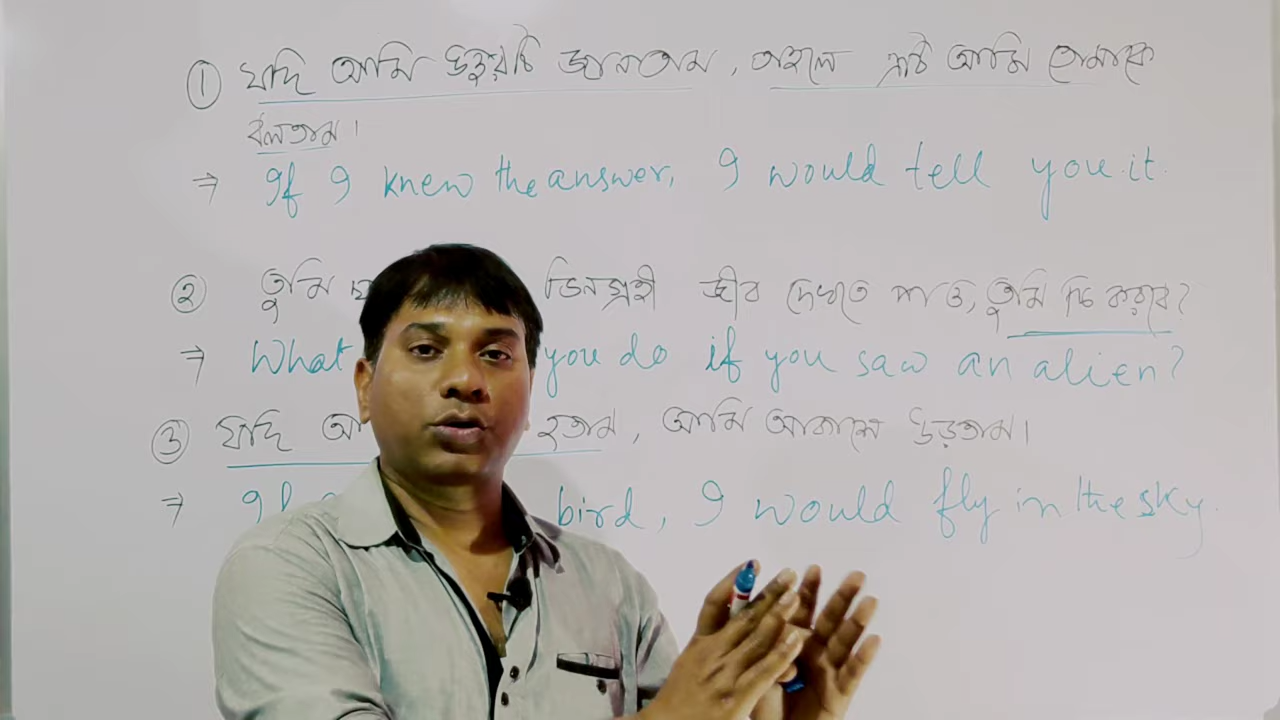 ① যদি আমি উত্তরটি জানতাম, তাহলে এটি আমি তোমাকে
বলতাম।
⇒ If I knew the answer, I would tell you it.
② তুমি ভিনগ্রহী জীব দেখতে পাও, তুমি কি করবে?
⇒ What you do if you saw an alien?
③ যদি হতাম, আমি আকাশে উড়তাম।
⇒ If bird, I would fly in the sky.